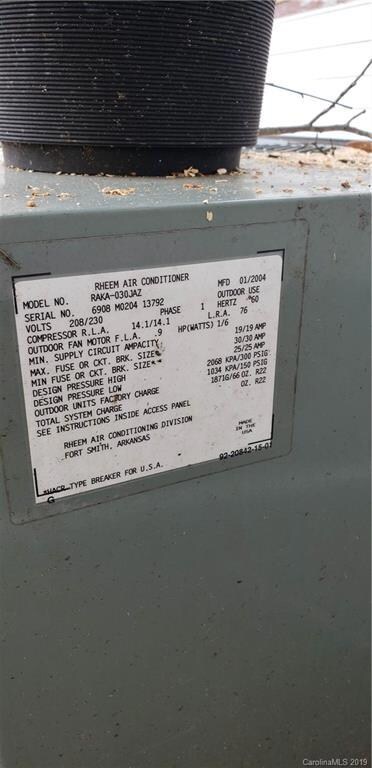 RHEEM AIR CONDITIONER
MFD 01/2004
MODEL NO. RAKA-030JAZ OUTDOOR USE
SERIAL NO. 6908 M0204 13792
VOLTS 208/230 PHASE 1 HERTZ 60
COMPRESSOR R.L.A. 14.1/14.1 L.R.A. 76
OUTDOOR FAN MOTOR F.L.A. .9 HP(WATTS) 1/6
MIN. SUPPLY CIRCUIT AMPACITY 19/19 AMP
MAX. FUSE OR CKT. BRK. SIZE* 30/30 AMP
MIN FUSE OR CKT. BRK. SIZE* 25/25 AMP
DESIGN PRESSURE HIGH 2068 KPA/300 PSIG
DESIGN PRESSURE LOW 1034 KPA/150 PSIG
OUTDOOR UNITS FACTORY CHARGE 1871G/66 OZ. R22
TOTAL SYSTEM CHARGE OZ. R22
SEE INSTRUCTIONS INSIDE ACCESS PANEL
RHEEM AIR CONDITIONING DIVISION
FORT SMITH, ARKANSAS
MADE
IN THE
USA
*HACR-TYPE BREAKER FOR U.S.A.
92-20842-15-01
G
CarolinaMLS 2019